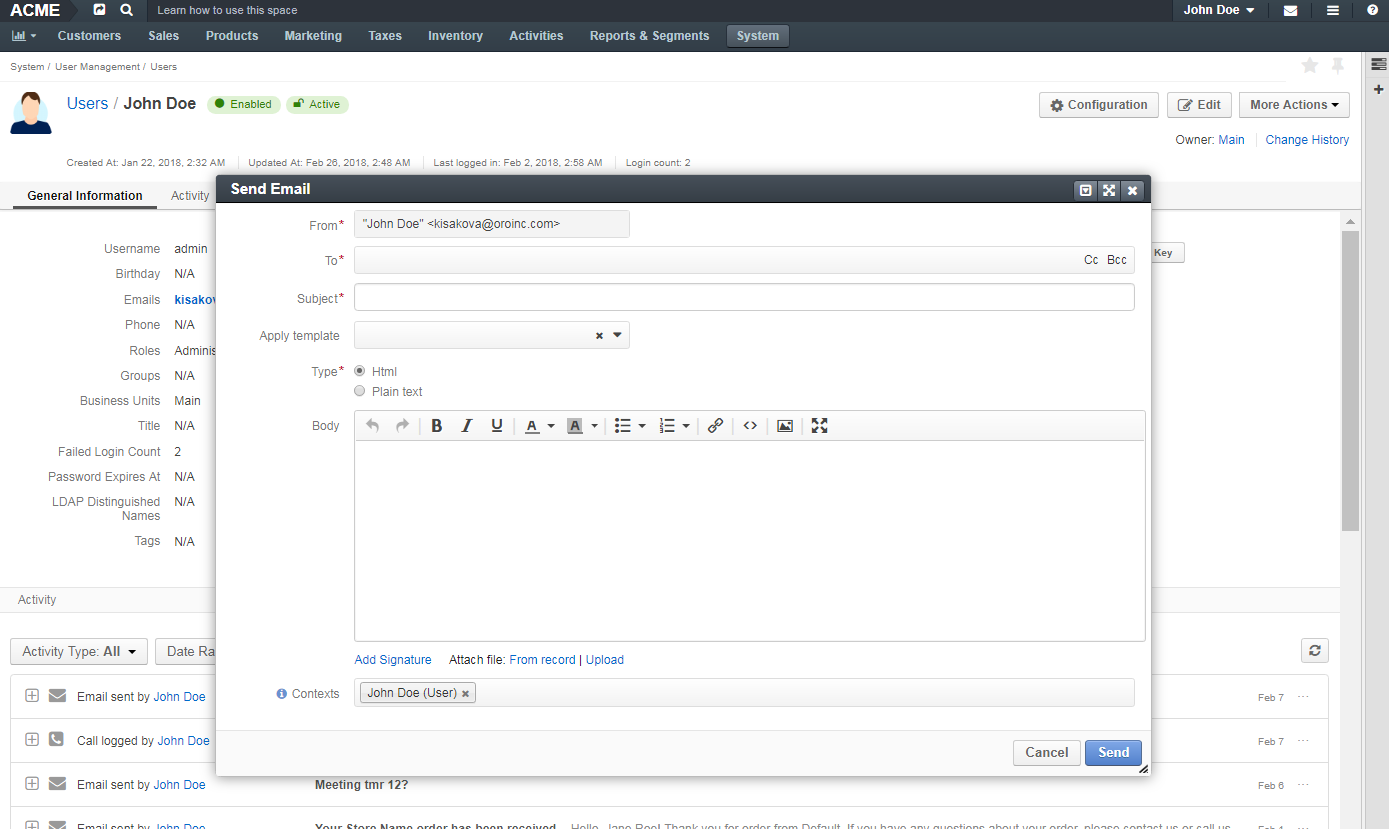 ACME Learn how to use this space John Doe
Customers Sales Products Marketing Taxes Inventory Activities Reports & Segments System
System / User Management / Users
Users / John Doe Enabled Active
Configuration Edit More Actions
Owner: Main Change History
Created At: Jan 22, 2018, 2:32 AM Updated At: Feb 26, 2018, 2:48 AM Last logged in: Feb 2, 2018, 2:58 AM Login count: 2
General Information Activity
Send Email
From* "John Doe" <kisakova@oroinc.com>
Username admin
Key
To* Cc Bcc
Birthday N/A
Emails kisakov
Subject*
Phone N/A
Apply template
Roles Adminis
Groups N/A
Type* Html
Plain text
Business Units Main
Title N/A
Body B I U A A
Failed Login Count 2
Password Expires At N/A
LDAP Distinguished N/A
Names
Tags N/A
Activity
Activity Type: All Date Ra
Add Signature Attach file: From record | Upload
Contexts John Doe (User)
Email sent by John Doe Feb 7
Call logged by John Doe Feb 7
Cancel Send
Email sent by John Doe Meeting tmr 12? Feb 6
Email sent by John Doe Your Store Name order has been received Hello, Jane Roe! Thank you for order from Default. If you have any questions about your order, please contact us or call us Feb 1